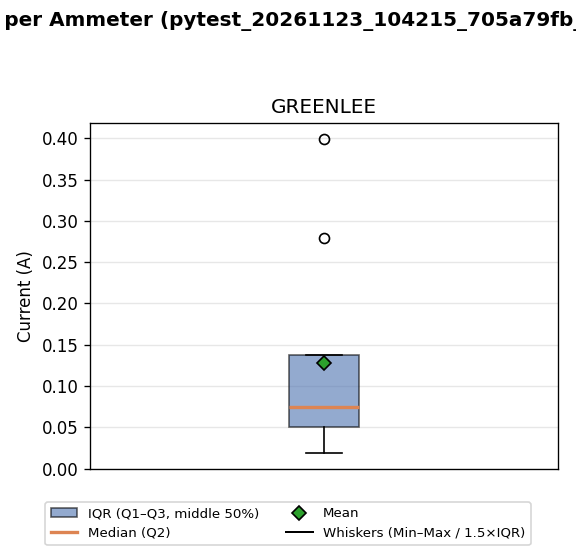 per Ammeter (pytest_20261123_104215_705a79fb_
GREENLEE
0.40
0.35
0.30
0.25
0.20
0.15
0.10
0.05
0.00
Current (A)
IQR (Q1–Q3, middle 50%)
Median (Q2)
Mean
Whiskers (Min–Max / 1.5×IQR)